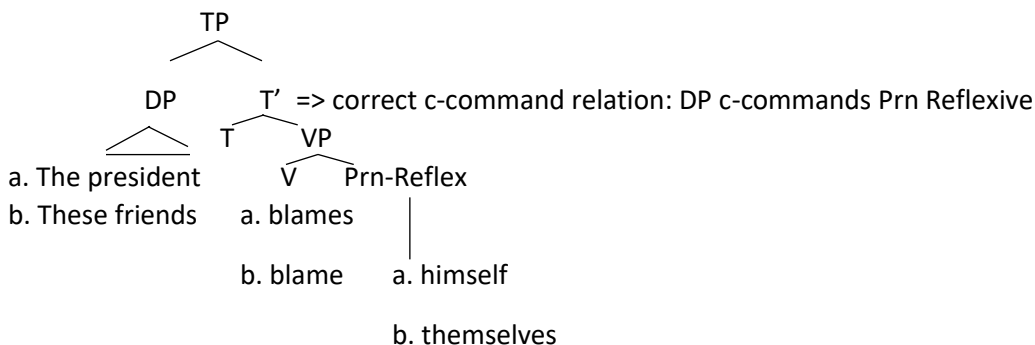 TP
DP T’ => correct c-command relation: DP c-commands Prn Reflexive
T VP
a. The president V Prn-Reflex
b. These friends a. blames
b. blame a. himself
b. themselves